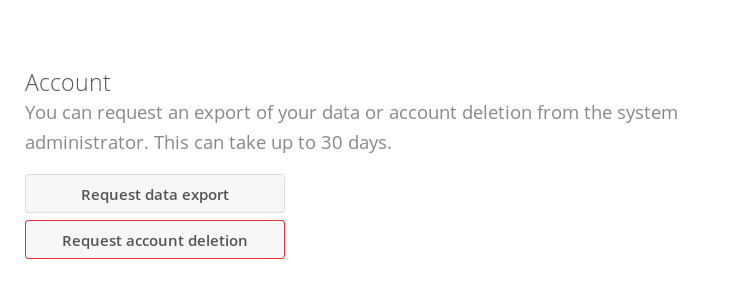 Account
You can request an export of your data or account deletion from the system
administrator. This can take up to 30 days.
Request data export
Request account deletion